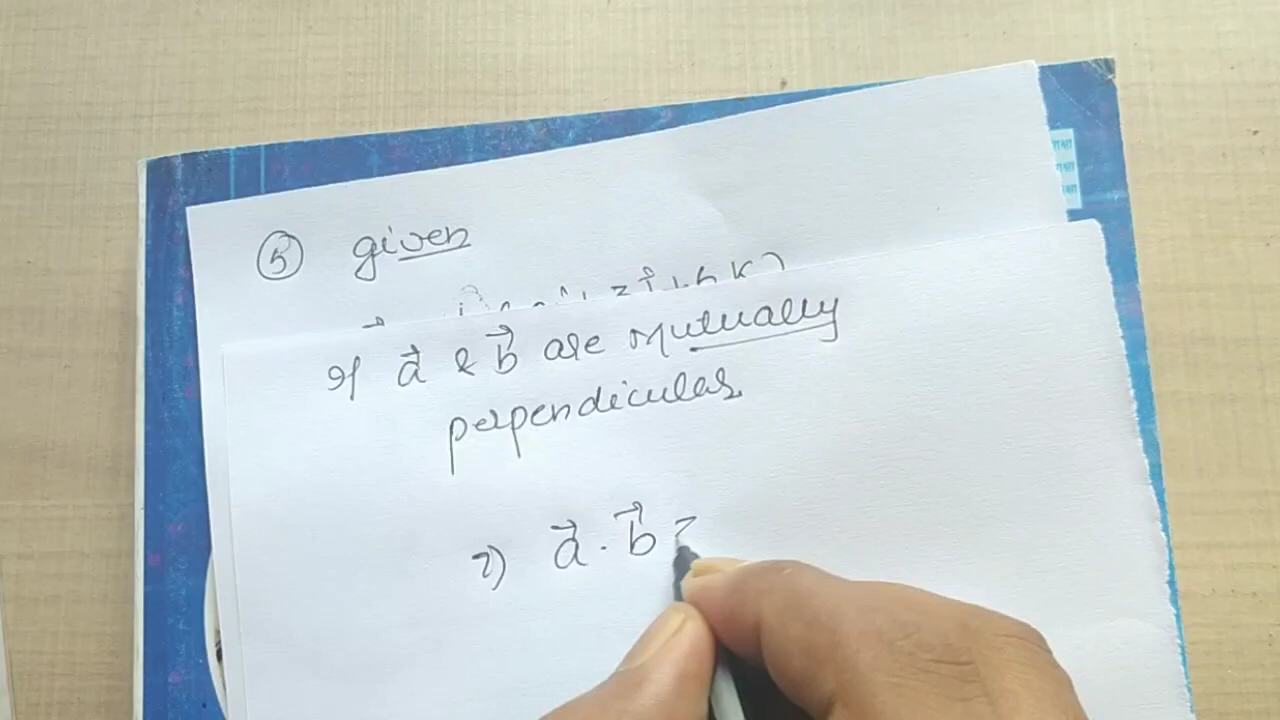 5 given
If a⃗ & b⃗ are Mutually
perpendicular
⇒) a⃗ . b⃗ =